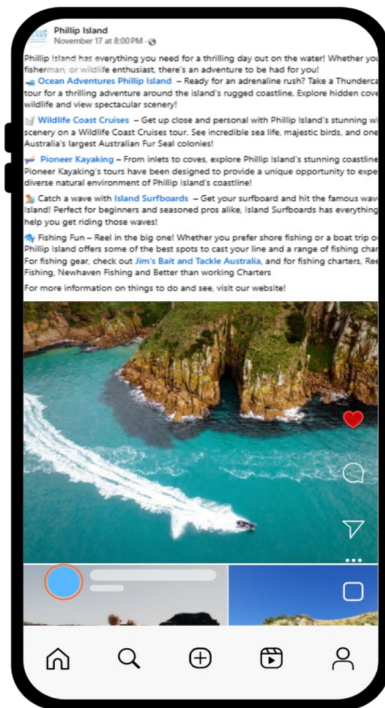 Phillip Island
November 17 at 8:00 PM ·
Phillip Island has everything you need for a thrilling day out on the water! Whether you
fisherman, or wildlife enthusiast, there's an adventure to be had for you!
Ocean Adventures Phillip Island – Ready for an adrenaline rush? Take a Thunderca
tour for a thrilling adventure around the island's rugged coastline. Explore hidden cove
wildlife and view spectacular scenery!
Wildlife Coast Cruises – Get up close and personal with Phillip Island's stunning wi
scenery on a Wildlife Coast Cruises tour. See incredible sea life, majestic birds, and one
Australia's largest Australian Fur Seal colonies!
Pioneer Kayaking – From inlets to coves, explore Phillip Island's stunning coastline
Pioneer Kayaking's tours have been designed to provide a unique opportunity to expe
diverse natural environment of Phillip Island's coastline!
Catch a wave with Island Surfboards – Get your surfboard and hit the famous wav
Island! Perfect for beginners and seasoned pros alike, Island Surfboards has everything
help you get riding those waves!
Fishing Fun – Reel in the big one! Whether you prefer shore fishing or a boat trip o
Phillip Island offers some of the best spots to cast your line and a range of fishing char
For fishing gear, check out Jim's Bait and Tackle Australia, and for fishing charters, Ree
Fishing, Newhaven Fishing and Better than working Charters
For more information on things to do and see, visit our website!